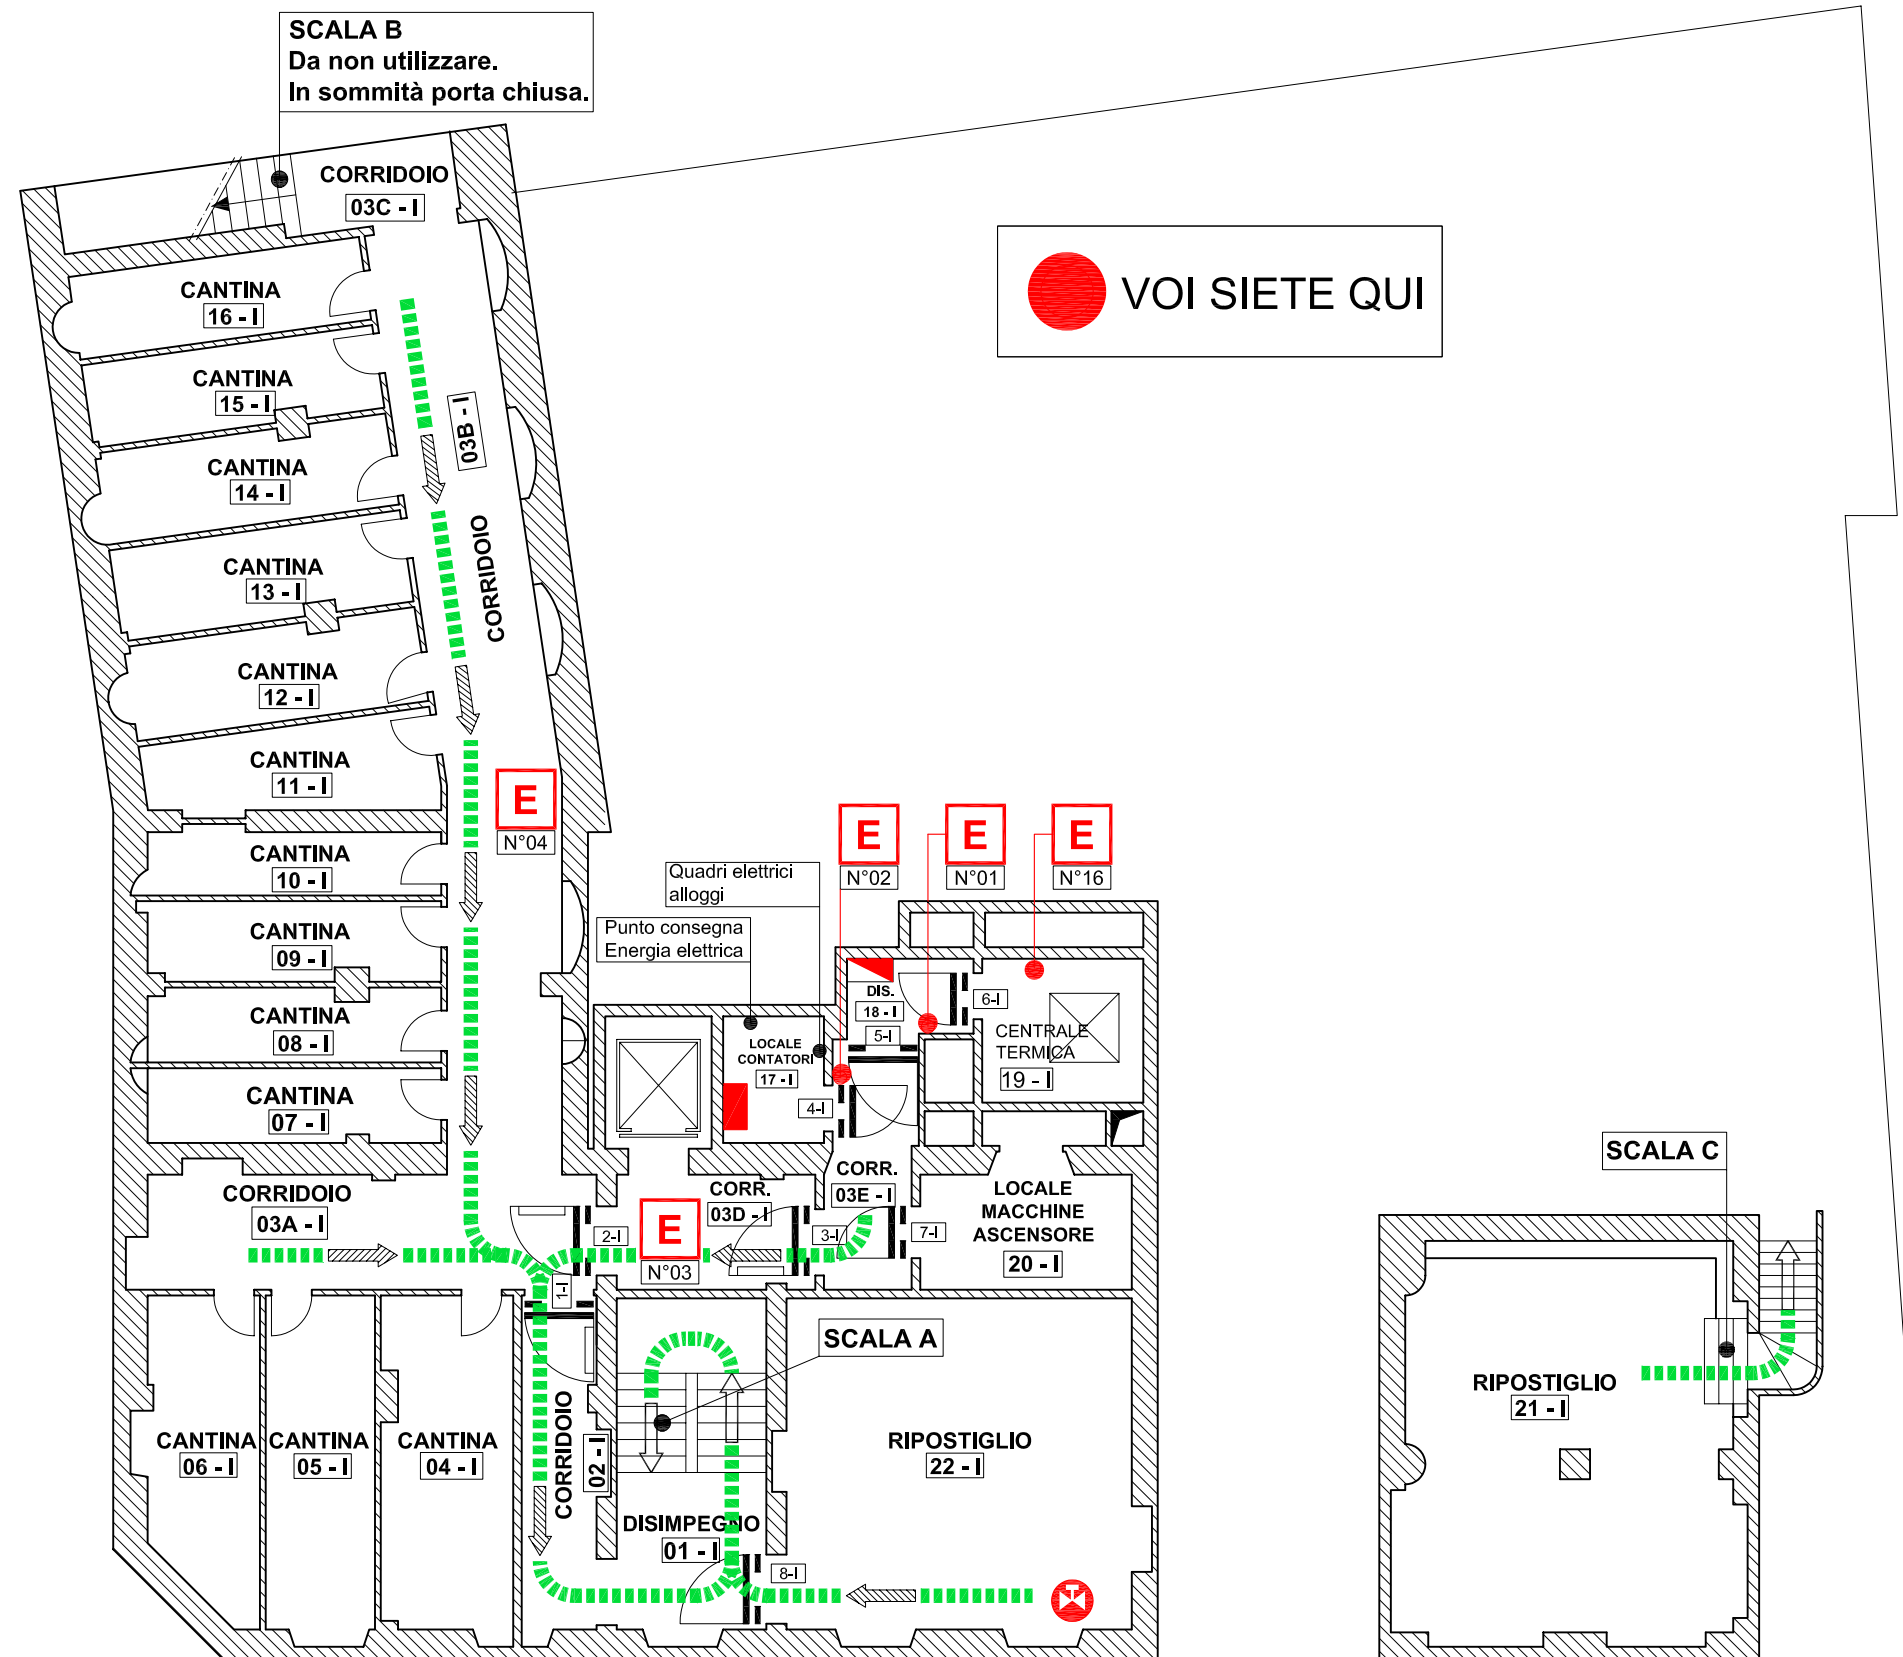 SCALA B
Da non utilizzare.
In sommità porta chiusa.
CORRIDOIO
03C - I
VOI SIETE QUI
CANTINA
16 - I
CANTINA
15 - I
03B - I
CANTINA
14 - I
CORRIDOIO
CANTINA
13 - I
CANTINA
12 - I
CANTINA
11 - I
E
N°04
E
N°02
E
N°01
E
N°16
CANTINA
10 - I
Quadri elettrici
alloggi
Punto consegna
Energia elettrica
CANTINA
09 - I
CANTINA
08 - I
CANTINA
07 - I
DIS.
18 - I
5-I
6-I
LOCALE
CONTATORI
17 - I
4-I
CENTRALE
TERMICA
19 - I
SCALA C
CORRIDOIO
03A - I
2-I
E
N°03
CORR.
03D - I
3-I
CORR.
03E - I
7-I
LOCALE
MACCHINE
ASCENSORE
20 - I
1-I
SCALA A
RIPOSTIGLIO
21 - I
CANTINA
06 - I
CANTINA
05 - I
CANTINA
04 - I
CORRIDOIO
02 - I
RIPOSTIGLIO
22 - I
DISIMPEGNO
01 - I
8-I